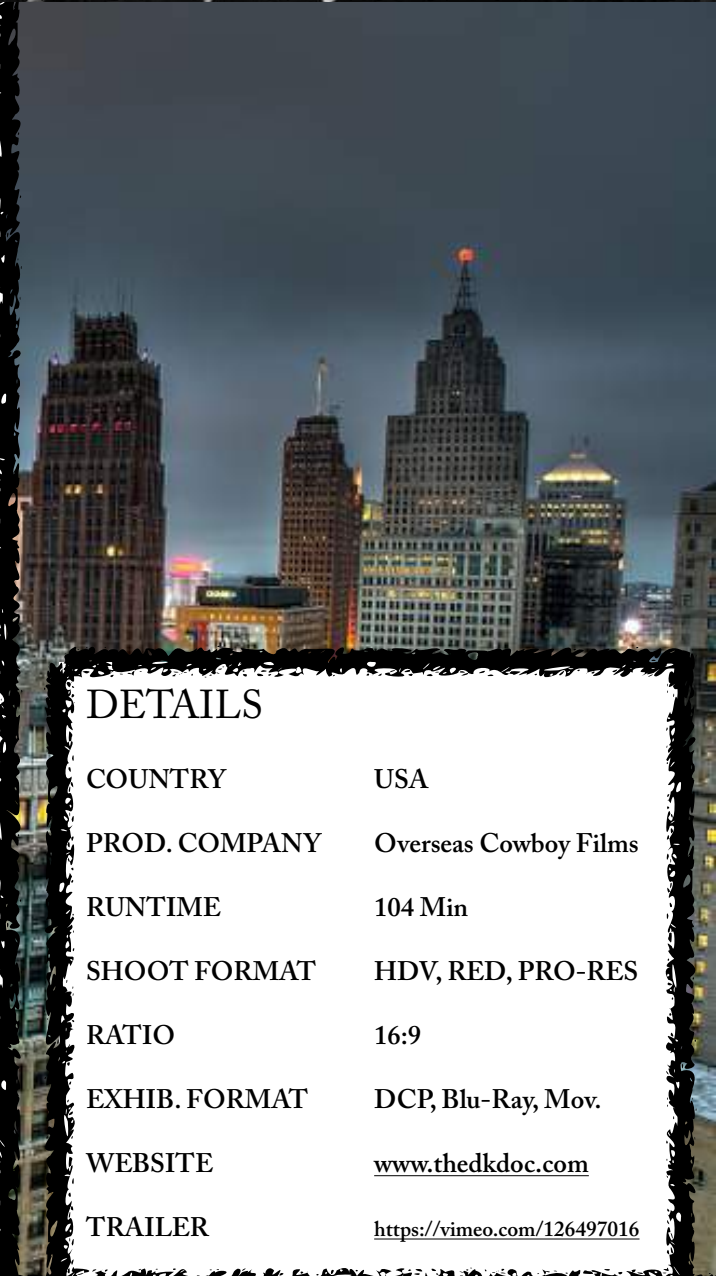 DETAILS
COUNTRY USA
PROD. COMPANY Overseas Cowboy Films
RUNTIME 104 Min
SHOOT FORMAT HDV, RED, PRO-RES
RATIO 16:9
EXHIB. FORMAT DCP, Blu-Ray, Mov.
WEBSITE www.thedkdoc.com
TRAILER https://vimeo.com/126497016